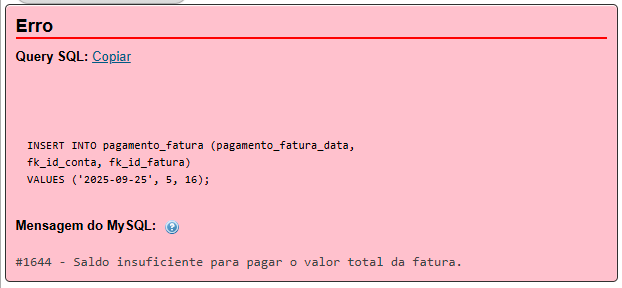 Erro
Query SQL: Copiar
INSERT INTO pagamento_fatura (pagamento_fatura_data,
fk_id_conta, fk_id_fatura)
VALUES ('2025-09-25', 5, 16);
Mensagem do MySQL: ?
#1644 - Saldo insuficiente para pagar o valor total da fatura.